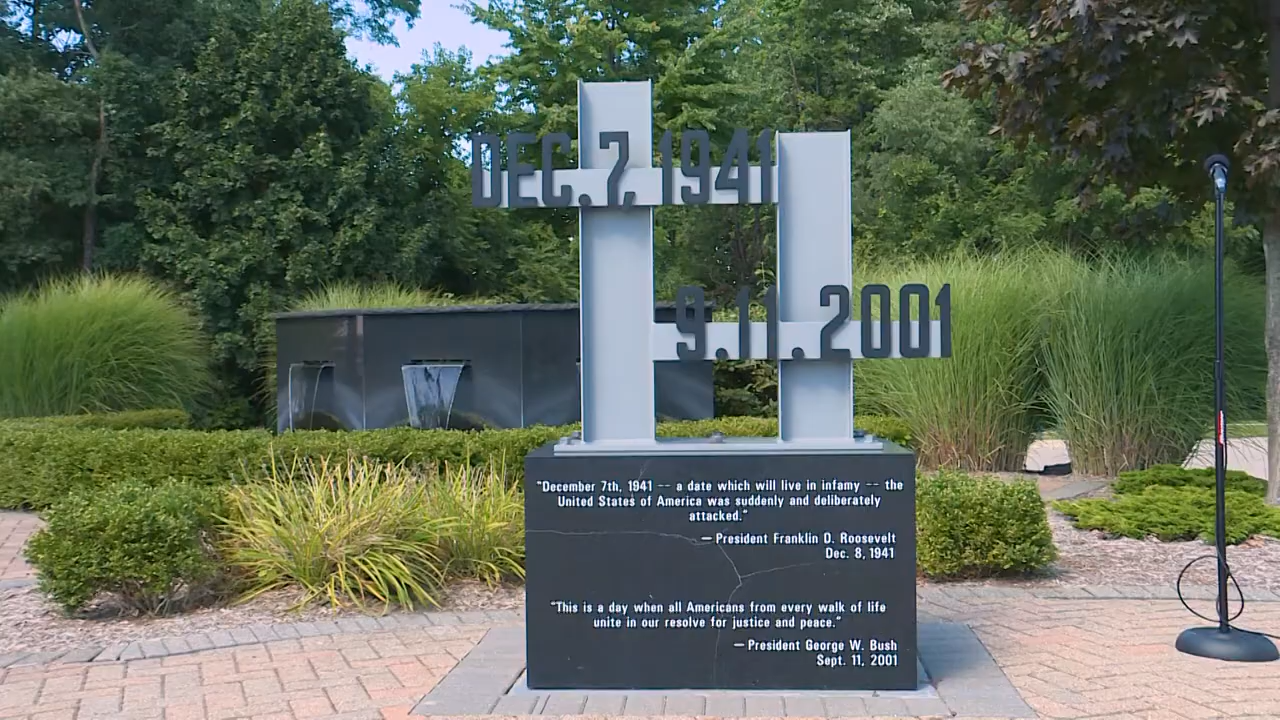 DEC. 7, 1941
9.11.2001
"December 7th, 1941 -- a date which will live in infamy -- the
United States of America was suddenly and deliberately
attacked."
—President Franklin D. Roosevelt
Dec. 8, 1941
"This is a day when all Americans from every walk of life
unite in our resolve for justice and peace."
—President George W. Bush
Sept. 11, 2001